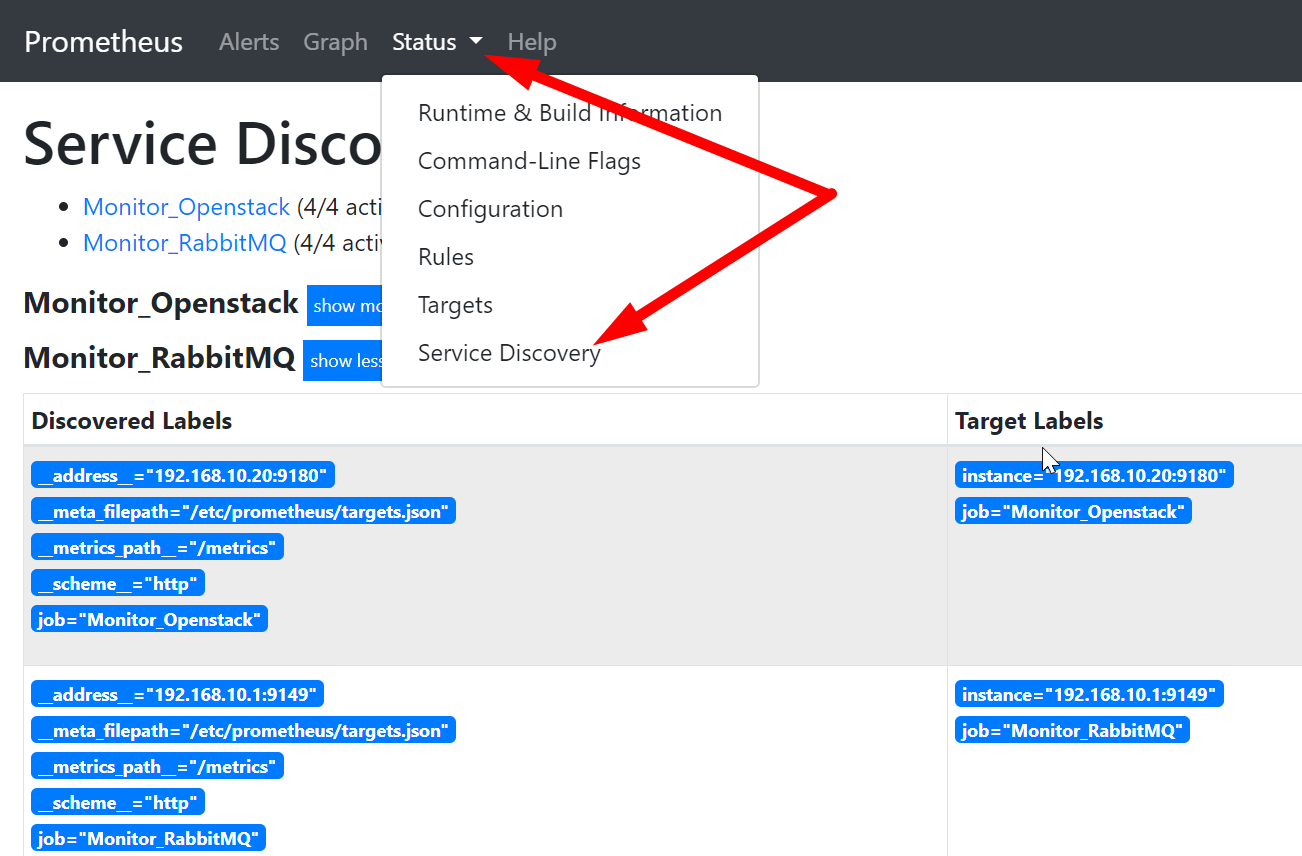 Prometheus Alerts Graph Status Help
Runtime & Build Information
Command-Line Flags
Configuration
Rules
Targets
Service Discovery
Service Disco
Monitor_Openstack (4/4 acti
Monitor_RabbitMQ (4/4 activ
Monitor_Openstack show mo
Monitor_RabbitMQ show less
Discovered Labels Target Labels
__address__="192.168.10.20:9180" instance="192.168.10.20:9180"
__meta_filepath="/etc/prometheus/targets.json" job="Monitor_Openstack"
__metrics_path__="/metrics"
__scheme__="http"
job="Monitor_Openstack"
__address__="192.168.10.1:9149" instance="192.168.10.1:9149"
__meta_filepath="/etc/prometheus/targets.json" job="Monitor_RabbitMQ"
__metrics_path__="/metrics"
__scheme__="http"
job="Monitor_RabbitMQ"